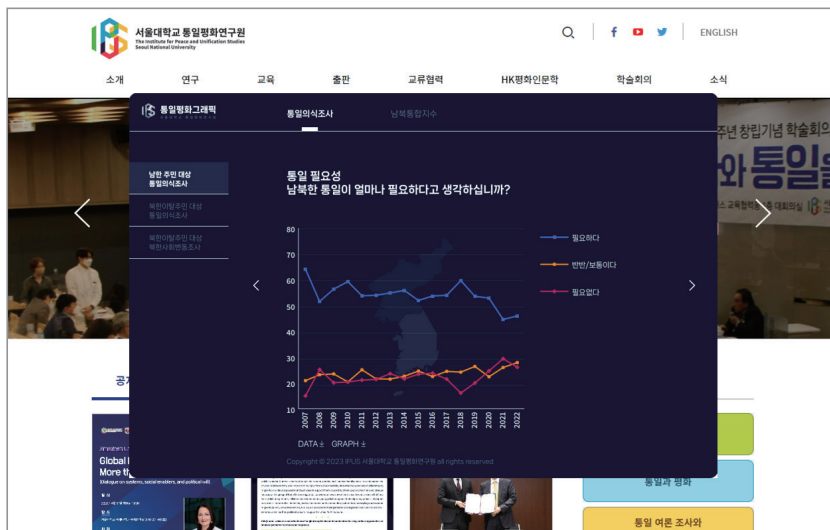 서울대학교 통일평화연구원
The Institute for Peace and Unification Studies
Seoul National University
ENGLISH
소개
연구
교육
출판
교류협력
HK평화인문학
학술회의
소식
통일평화그래픽
통일의식조사
남북통합지수
주년 창립기념 학술회의
와 통일을
남한 주민 대상
통일의식조사
북한이탈주민 대상
통일의식조사
북한이탈주민 대상
북한사회변동조사
통일 필요성
남북한 통일이 얼마나 필요하다고 생각하십니까?
80
70
60
50
40
30
20
10
필요하다
반반/보통이다
필요없다
2007
2008
2009
2010
2011
2012
2013
2014
2015
2016
2017
2018
2019
2020
2021
2022
DATA
GRAPH
Copyright © 2023 IPUS 서울대학교 통일평화연구원 all rights reserved
Global
More th
(Dialogue on systems, social enablers, and political will)
통일과 평화
통일 여론 조사와